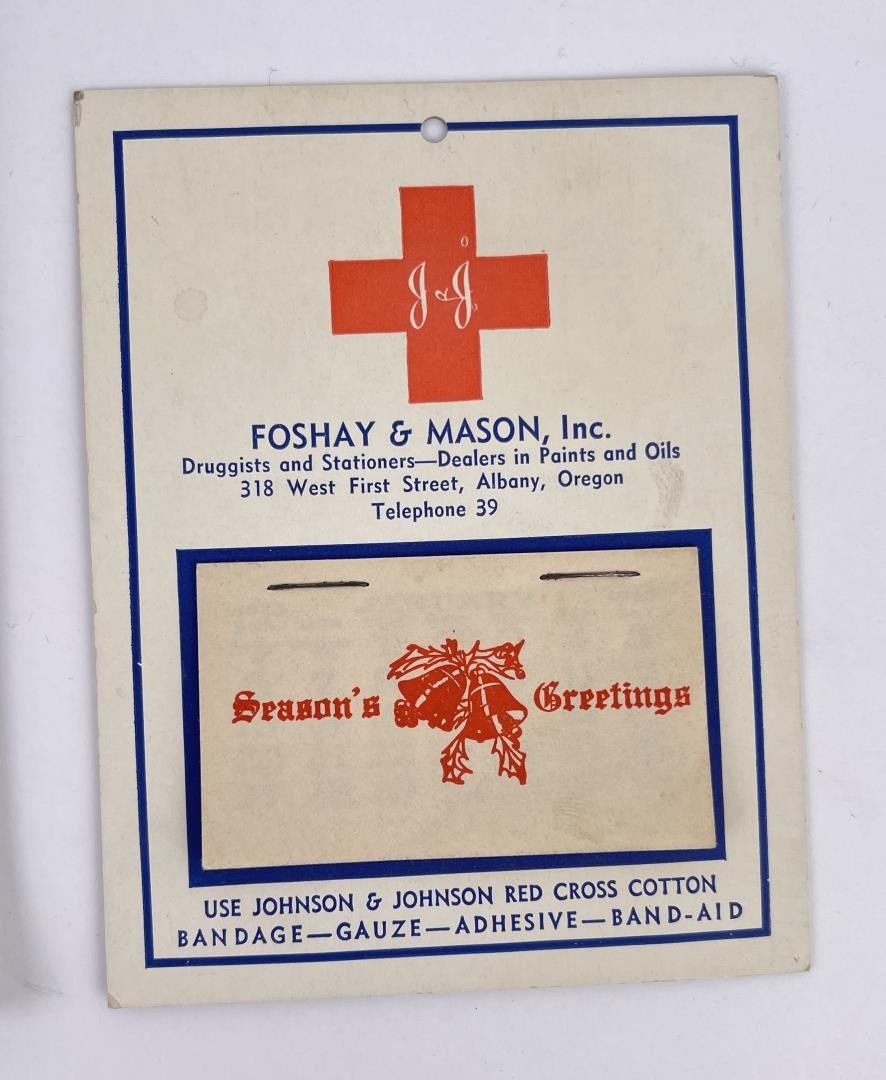 J & J
FOSHAY & MASON, Inc.
Druggists and Stationers—Dealers in Paints and Oils
318 West First Street, Albany, Oregon
Telephone 39
Season's Greetings
USE JOHNSON & JOHNSON RED CROSS COTTON
BANDAGE—GAUZE—ADHESIVE—BAND-AID